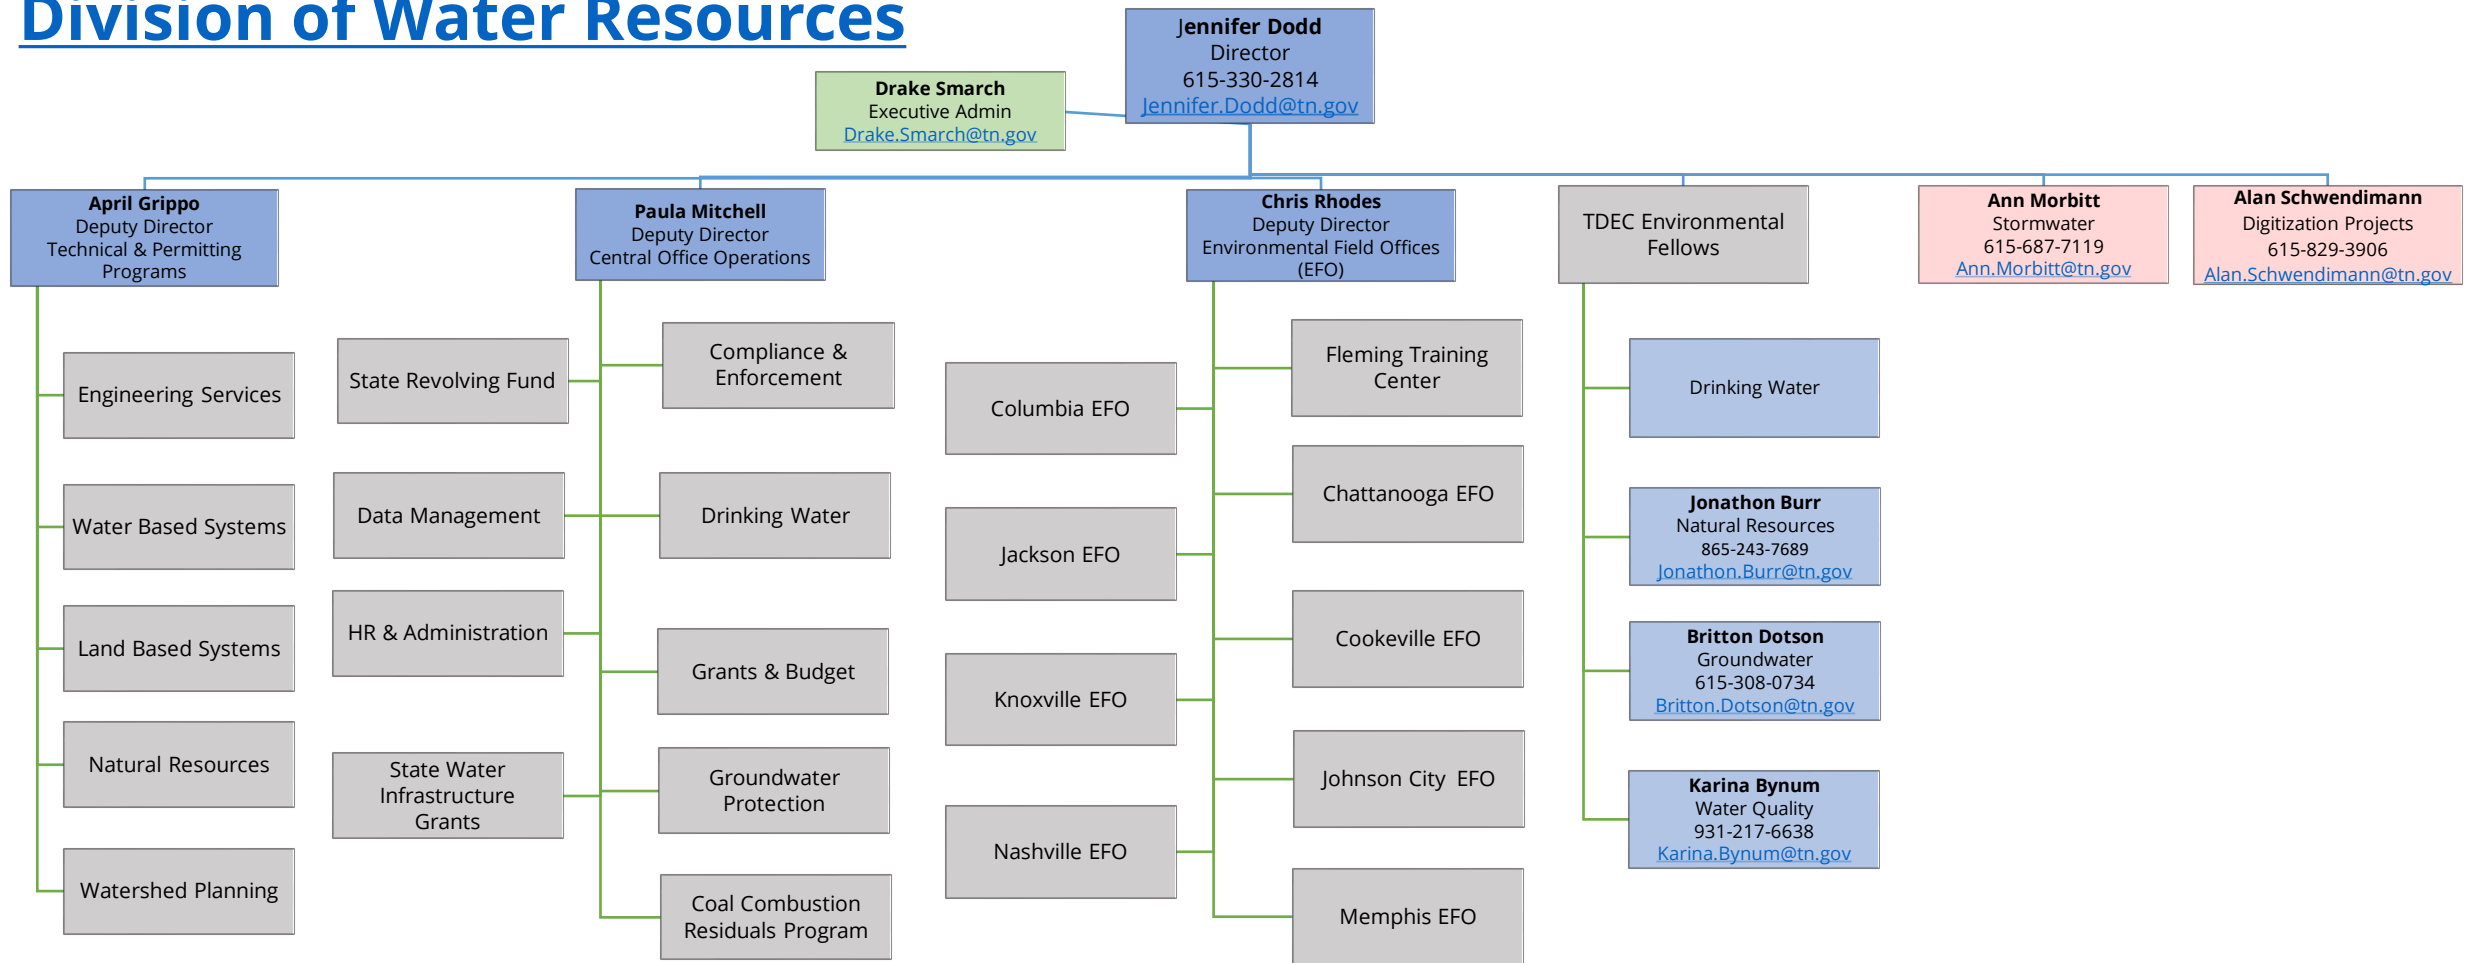 Division of Water Resources
Jennifer Dodd
Director
615-330-2814
Jennifer.Dodd@tn.gov
Drake Smarch
Executive Admin
Drake.Smarch@tn.gov
April Grippo
Deputy Director
Technical & Permitting
Programs
Paula Mitchell
Deputy Director
Central Office Operations
Chris Rhodes
Deputy Director
Environmental Field Offices
(EFO)
TDEC Environmental
Fellows
Ann Morbitt
Stormwater
615-687-7119
Ann.Morbitt@tn.gov
Alan Schwendimann
Digitization Projects
615-829-3906
Alan.Schwendimann@tn.gov
Engineering Services
Water Based Systems
Land Based Systems
Natural Resources
Watershed Planning
State Revolving Fund
Data Management
HR & Administration
State Water
Infrastructure
Grants
Compliance &
Enforcement
Drinking Water
Grants & Budget
Groundwater
Protection
Coal Combustion
Residuals Program
Columbia EFO
Jackson EFO
Knoxville EFO
Nashville EFO
Fleming Training
Center
Chattanooga EFO
Cookeville EFO
Johnson City EFO
Memphis EFO
Drinking Water
Jonathon Burr
Natural Resources
865-243-7689
Jonathon.Burr@tn.gov
Britton Dotson
Groundwater
615-308-0734
Britton.Dotson@tn.gov
Karina Bynum
Water Quality
931-217-6638
Karina.Bynum@tn.gov